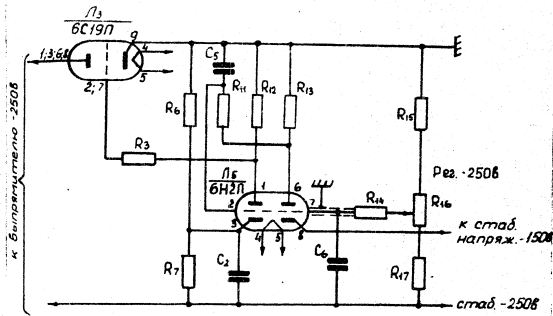 Л3
6С19П
9
4
5
1;3;6;8
2;7
к выпрямителю -250в
C5
R6
R11
R12
R13
R15
R3
Л5
6Н2П
Рег. -250в
1
6
2
7
R14
R16
3
4
5
8
к стаб.
напряж. -150в
R7
C2
C6
R17
стаб. -250в